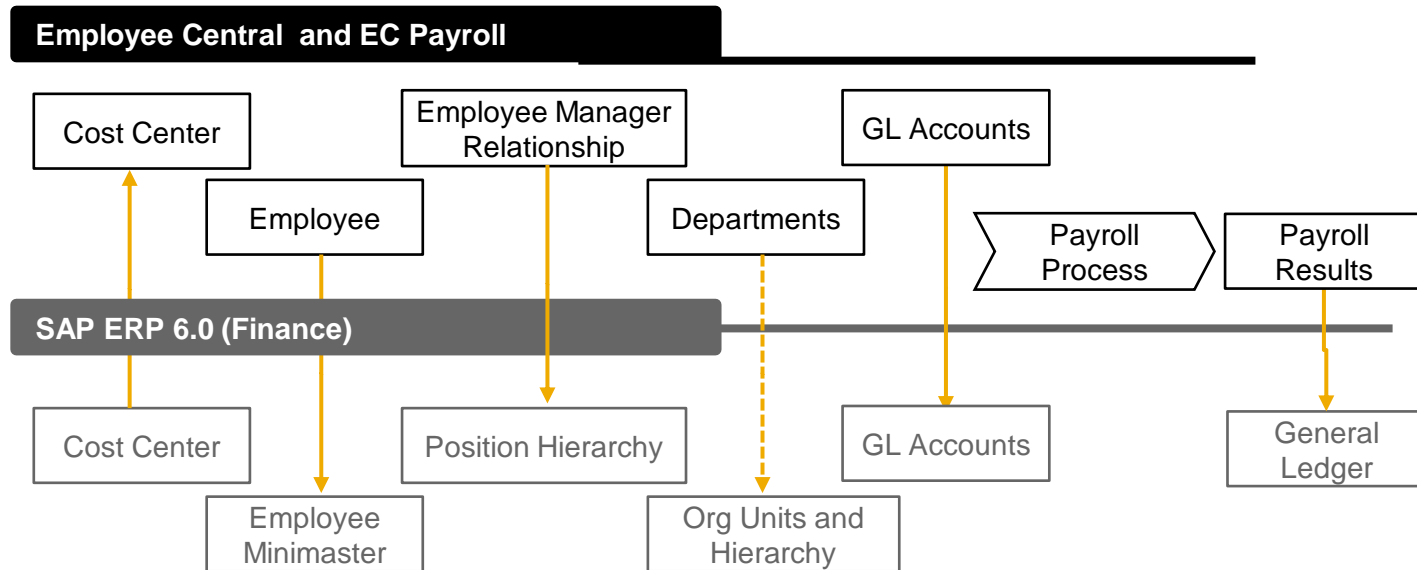 Employee Central and EC Payroll
Cost Center
Employee Manager
Relationship
GL Accounts
Employee
Departments
Payroll
Process
Payroll
Results
SAP ERP 6.0 (Finance)
Cost Center
Position Hierarchy
GL Accounts
General
Ledger
Employee
Minimaster
Org Units and
Hierarchy